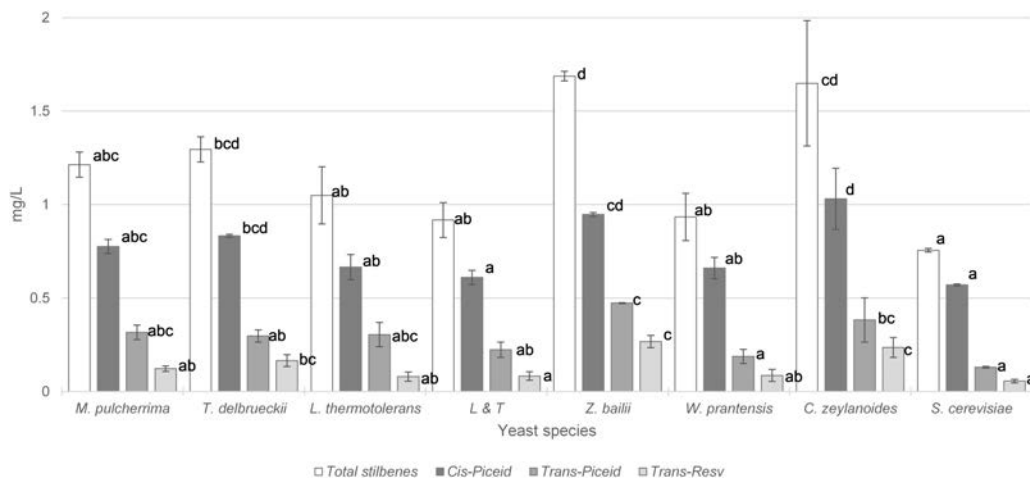 2
1.5
1
0.5
0
mg/L
abc
abc
abc
ab
bcd
bcd
ab
bc
ab
ab
abc
ab
ab
a
ab
a
d
cd
c
c
ab
ab
a
ab
cd
d
bc
c
a
a
a
a
M. pulcherrima T. delbrueckii L. thermotolerans L & T Z. bailii W. prantensis C. zeylanoides S. cerevisiae
Yeast species
Total stilbenes Cis-Piceid Trans-Piceid Trans-Resv